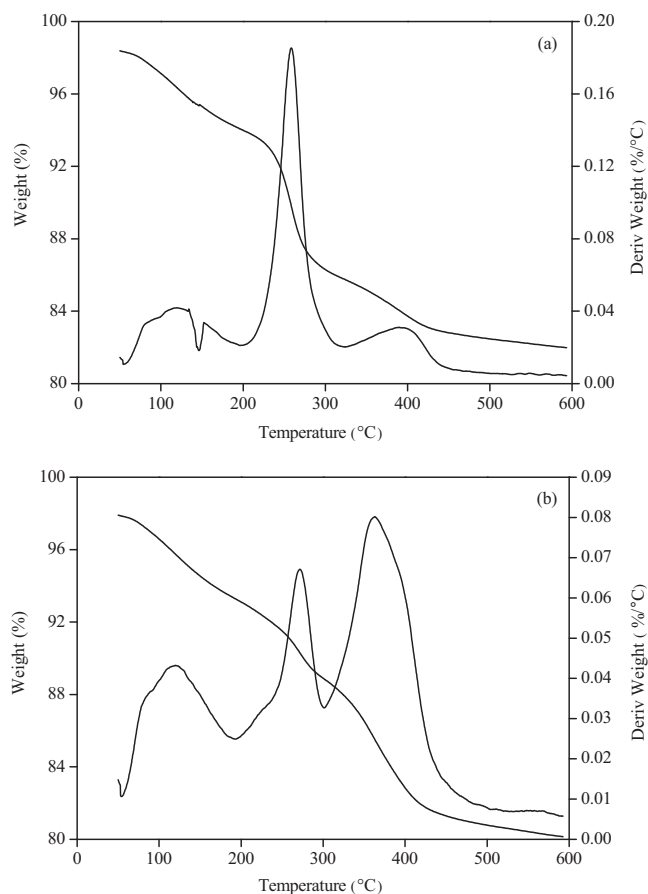 (a)
100
96
92
88
84
80
Weight (%)
0.20
0.16
0.12
0.08
0.04
0.00
Deriv Weight (%/°C)
0 100 200 300 400 500 600
Temperature (°C)
(b)
100
96
92
88
84
80
Weight (%)
0.09
0.08
0.07
0.06
0.05
0.04
0.03
0.02
0.01
0.00
Deriv Weight ( %/°C)
0 100 200 300 400 500 600
Temperature (°C)